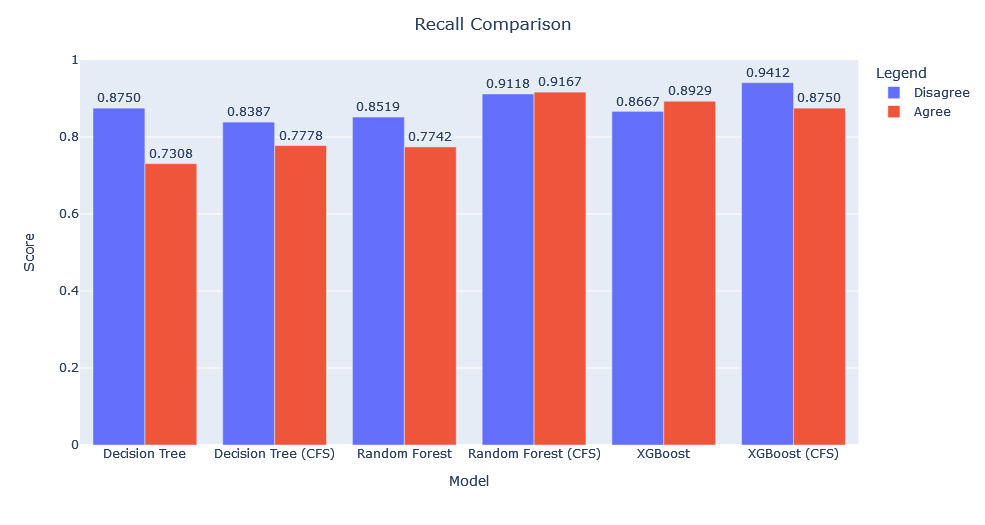 Recall Comparison
Legend
Disagree
Agree
Score
1
0.8
0.6
0.4
0.2
0
0.8750
0.7308
0.8387
0.7778
0.8519
0.7742
0.9118
0.9167
0.8667
0.8929
0.9412
0.8750
Decision Tree
Decision Tree (CFS)
Random Forest
Random Forest (CFS)
XGBoost
XGBoost (CFS)
Model